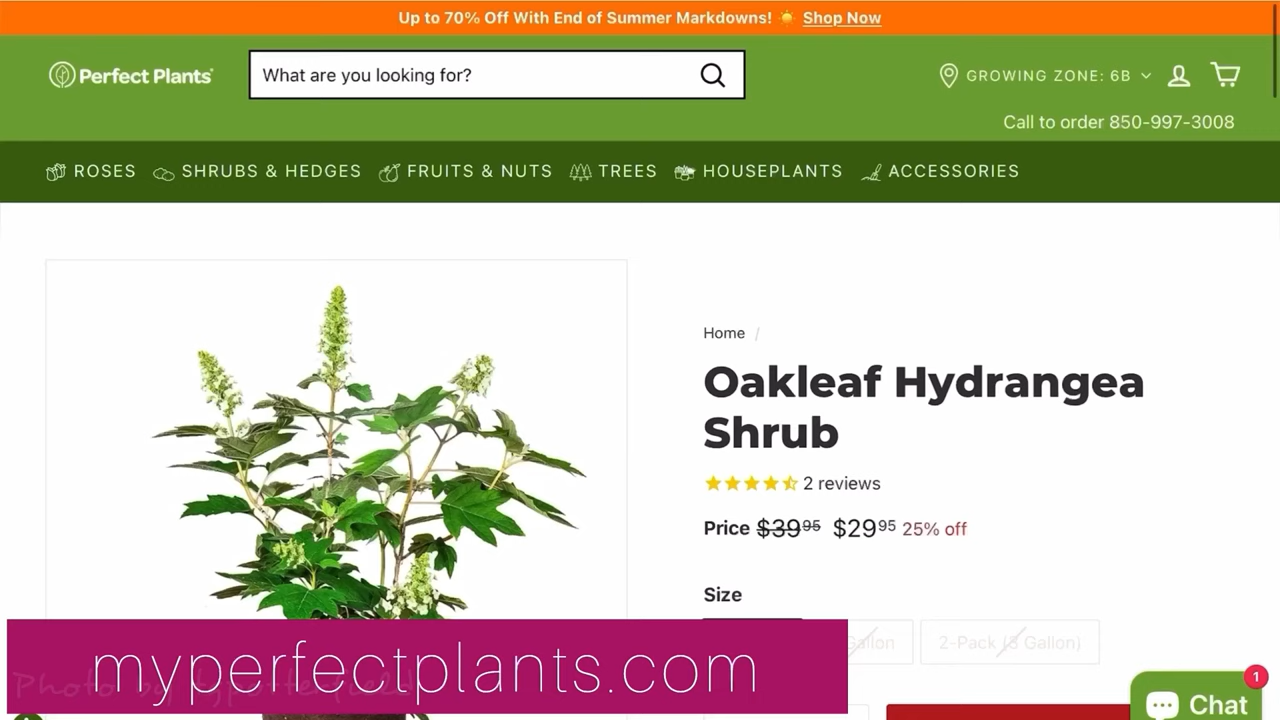 Up to 70% Off With End of Summer Markdowns! Shop Now
Perfect Plants
What are you looking for?
GROWING ZONE: 6B
Call to order 850-997-3008
ROSES SHRUBS & HEDGES FRUITS & NUTS TREES HOUSEPLANTS ACCESSORIES
Home /
Oakleaf Hydrangea
Shrub
2 reviews
Price $39.95 $29.95 25% off
Size
Gallon
2-Pack (3 Gallon)
myperfectplants.com
Photo by
1
Chat